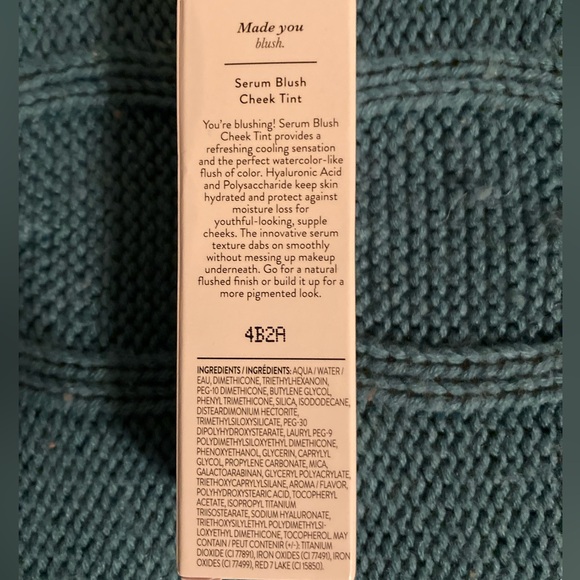 Made you
blush.
Serum Blush
Cheek Tint
You're blushing! Serum Blush
Cheek Tint provides a
refreshing cooling sensation
and the perfect watercolor-like
flush of color. Hyaluronic Acid
and Polysaccharide keep skin
hydrated and protect against
moisture loss for
youthful-looking, supple
cheeks. The innovative serum
texture dabs on smoothly
without messing up makeup
underneath. Go for a natural
flushed finish or build it up for
a more pigmented look.
4B2A
INGREDIENTS / INGRÉDIENTS: AQUA / WATER /
EAU, DIMETHICONE, TRIETHYLHEXANOIN,
PEG-10 DIMETHICONE, BUTYLENE GLYCOL,
PHENYL TRIMETHICONE, SILICA, ISODODECANE,
DISTEARDIMONIUM HECTORITE,
TRIMETHYLSILOXYSILICATE, PEG-30
DIPOLYHYDROXYSTEARATE, LAURYL PEG-9
POLYDIMETHYLSILOXYETHYL DIMETHICONE,
PHENOXYETHANOL, GLYCERIN, CAPRYLYL
GLYCOL, PROPYLENE CARBONATE, MICA,
GALACTOARABINAN, GLYCERYL POLYACRYLATE,
TRIETHOXYCAPRYLYLSILANE, AROMA / FLAVOR,
POLYHYDROXYSTEARIC ACID, TOCOPHERYL
ACETATE, ISOPROPYL TITANIUM
TRIISOSTEARATE, SODIUM HYALURONATE,
TRIETHOXYSILYLETHYL POLYDIMETHYLSI-
LOXYETHYL DIMETHICONE, TOCOPHEROL. MAY
CONTAIN / PEUT CONTENIR (+/-): TITANIUM
DIOXIDE (CI 77891), IRON OXIDES (CI 77491), IRON
OXIDES (CI 77499), RED 7 LAKE (CI 15850).